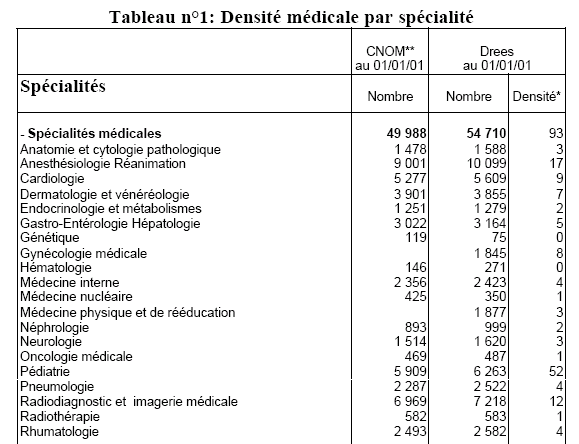 Tableau n°1: Densité médicale par spécialité
CNOM** Drees
au 01/01/01 au 01/01/01
Spécialités
Nombre Nombre Densité*
- Spécialités médicales 49 988 54 710 93
Anatomie et cytologie pathologique 1 478 1 588 3
Anesthésiologie Réanimation 9 001 10 099 17
Cardiologie 5 277 5 609 9
Dermatologie et vénéréologie 3 901 3 855 7
Endocrinologie et métabolismes 1 251 1 279 2
Gastro-Entérologie Hépatologie 3 022 3 164 5
Génétique 119 75 0
Gynécologie médicale 1 845 8
Hématologie 146 271 0
Médecine interne 2 356 2 423 4
Médecine nucléaire 425 350 1
Médecine physique et de rééducation 1 877 3
Néphrologie 893 999 2
Neurologie 1 514 1 620 3
Oncologie médicale 469 487 1
Pédiatrie 5 909 6 263 52
Pneumologie 2 287 2 522 4
Radiodiagnostic et imagerie médicale 6 969 7 218 12
Radiothérapie 582 583 1
Rhumatologie 2 493 2 582 4